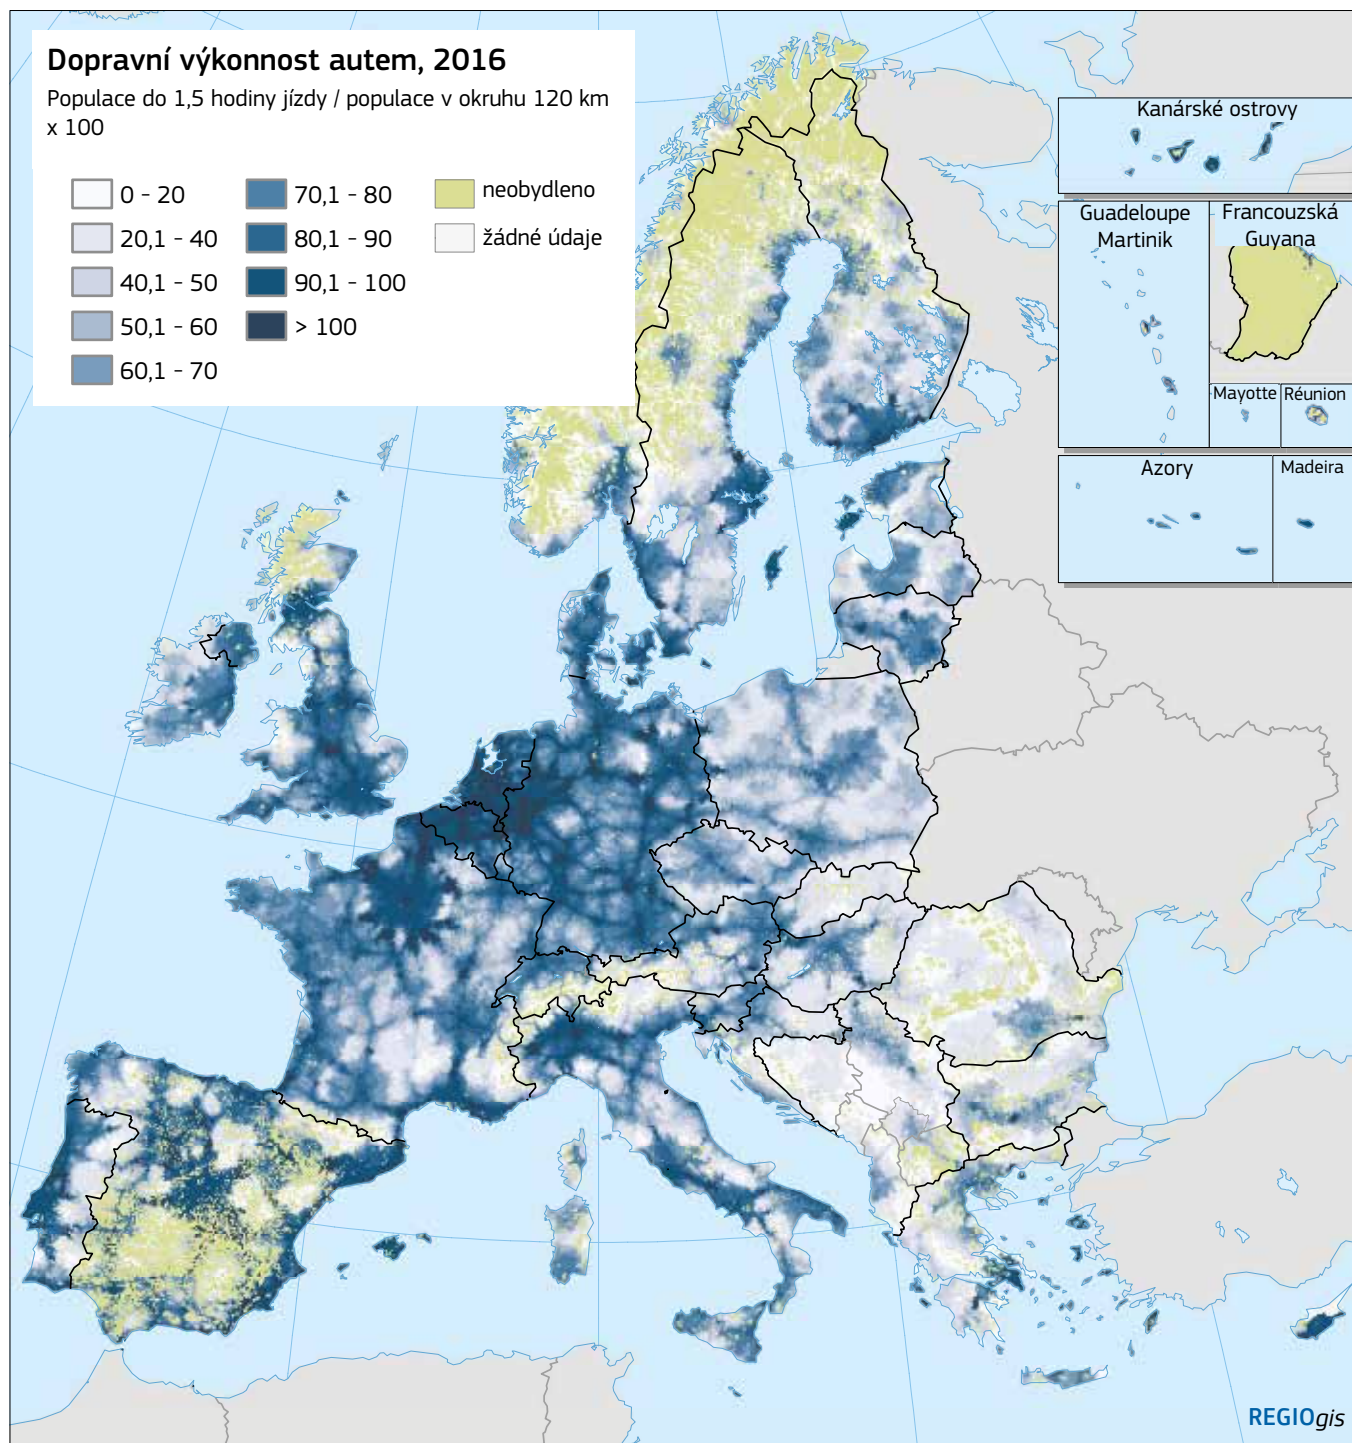 Dopravní výkonnost autem, 2016
Populace do 1,5 hodiny jízdy / populace v okruhu 120 km
x 100
0 - 20
20,1 - 40
40,1 - 50
50,1 - 60
60,1 - 70
70,1 - 80
80,1 - 90
90,1 - 100
> 100
neobydleno
žádné údaje
Kanárské ostrovy
Guadeloupe
Martinik
Francouzská
Guyana
Mayotte
Réunion
Azory
Madeira
REGIOgis